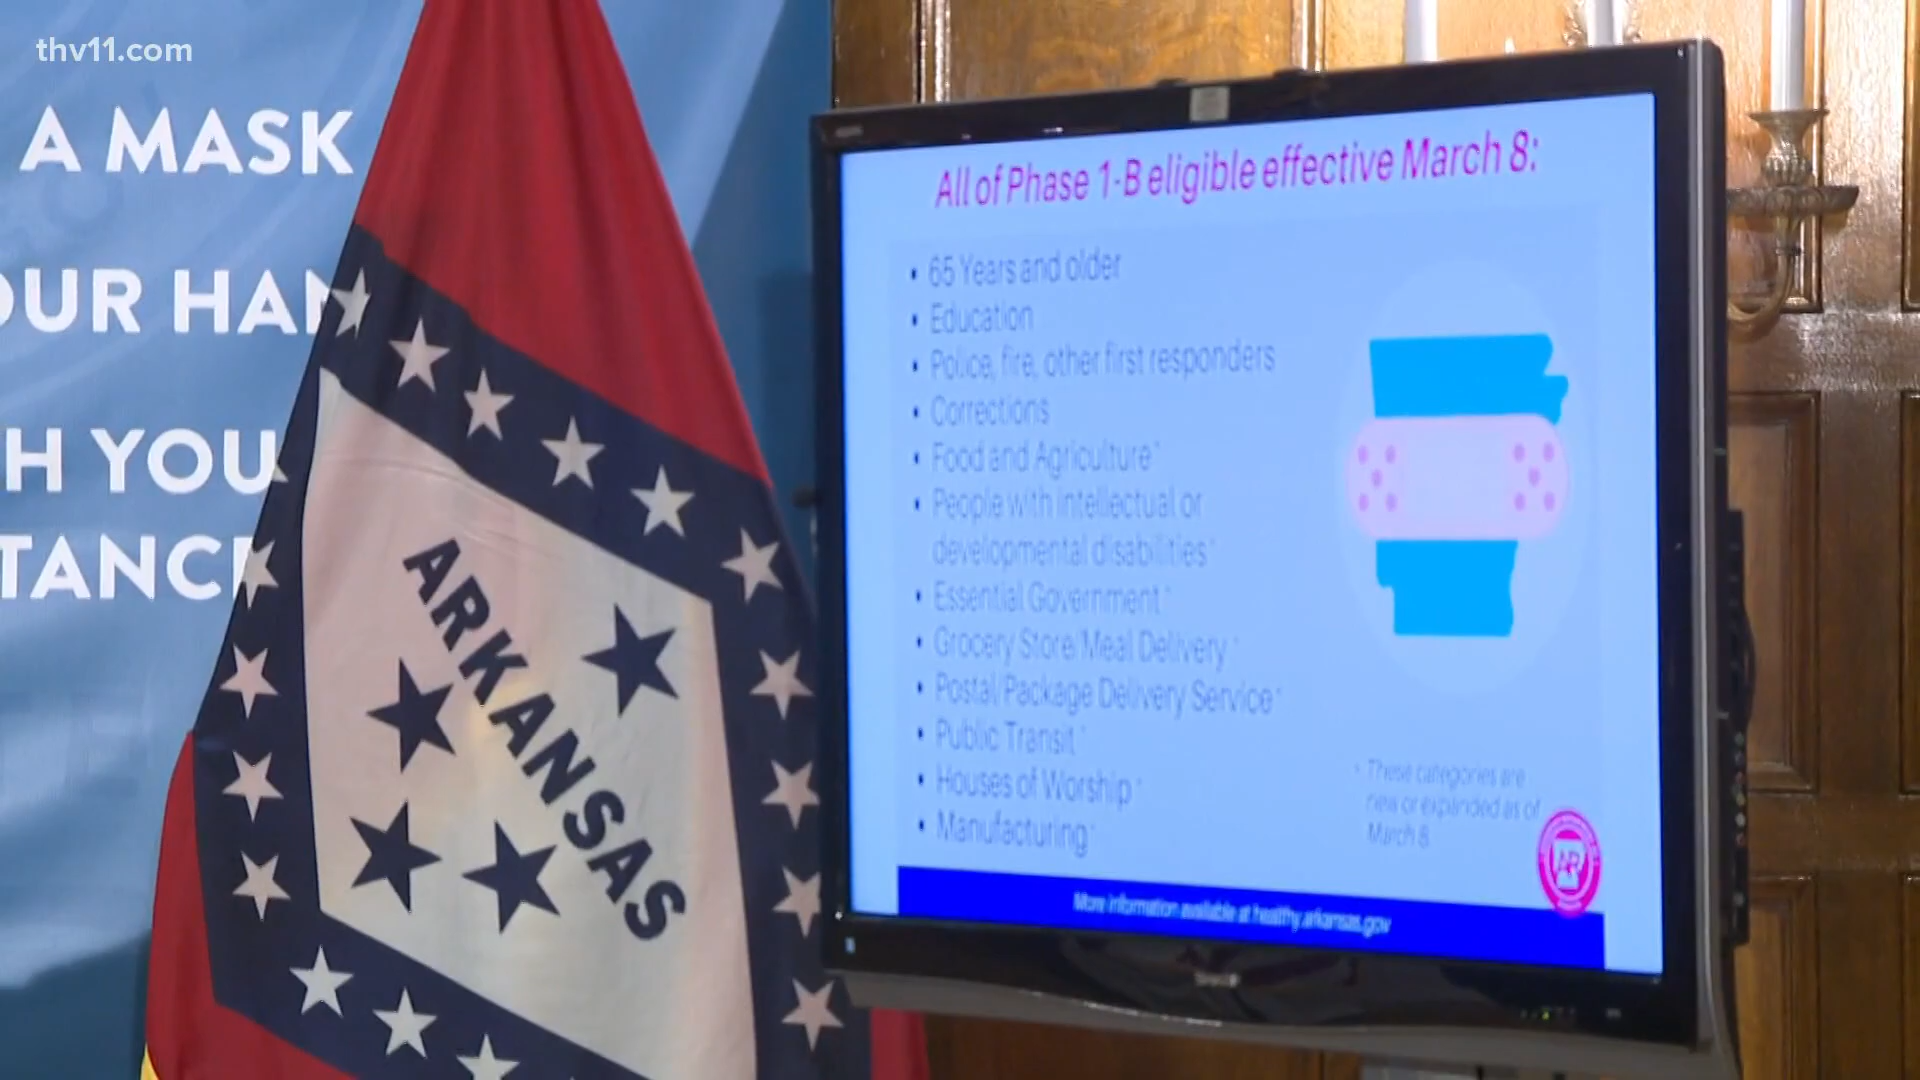 thv11.com
A MASK
OUR HAN
H YOU
TANCE
ARKANSAS
All of Phase 1-B eligible effective March 8:
• 65 Years and older
• Education
• Police, fire, other first responders
• Corrections
• Food and Agriculture*
• People with intellectual or
developmental disabilities*
• Essential Government*
• Grocery Store/Meal Delivery*
• Postal/Package Delivery Service*
• Public Transit*
• Houses of Worship*
• Manufacturing*
* These categories are
new or expanded as of
March 8.
AR
More information available at healthy.arkansas.gov